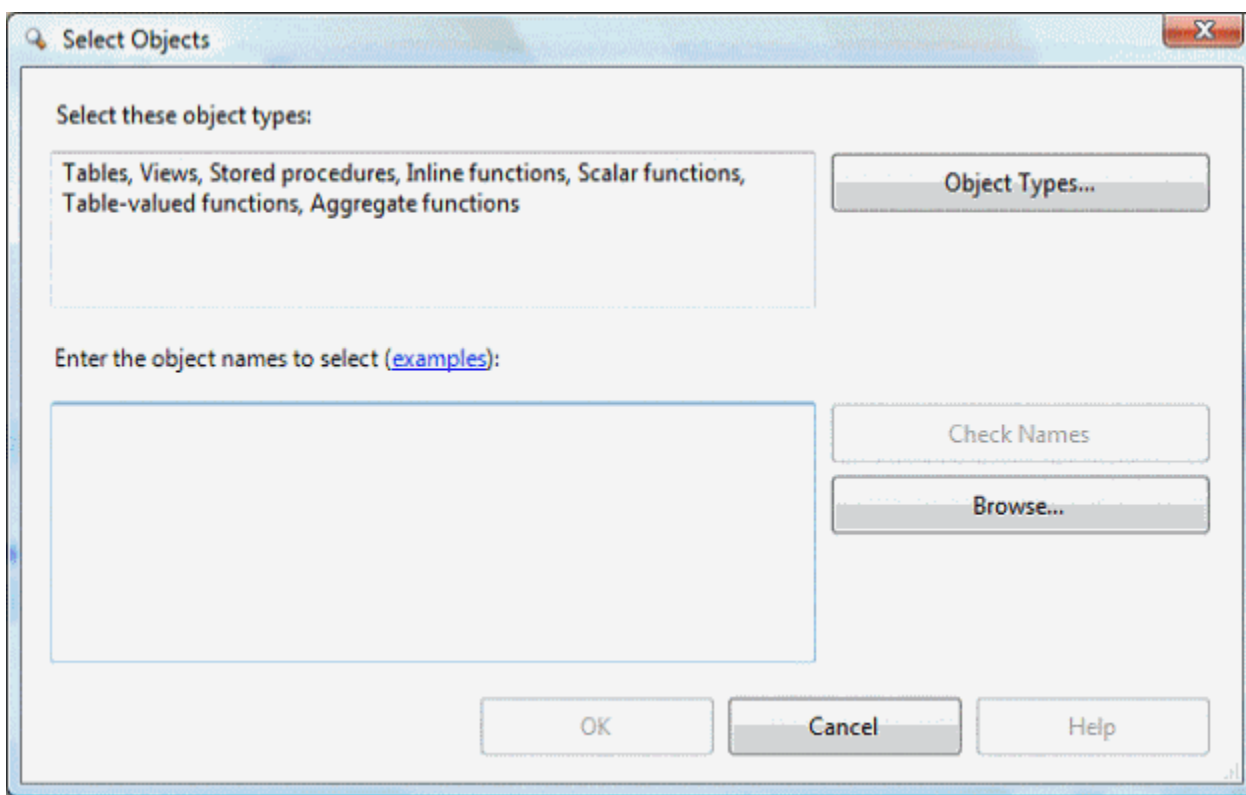 Select Objects
Select these object types:
Tables, Views, Stored procedures, Inline functions, Scalar functions,
Table-valued functions, Aggregate functions
Object Types...
Enter the object names to select (examples):
Check Names
Browse...
OK
Cancel
Help